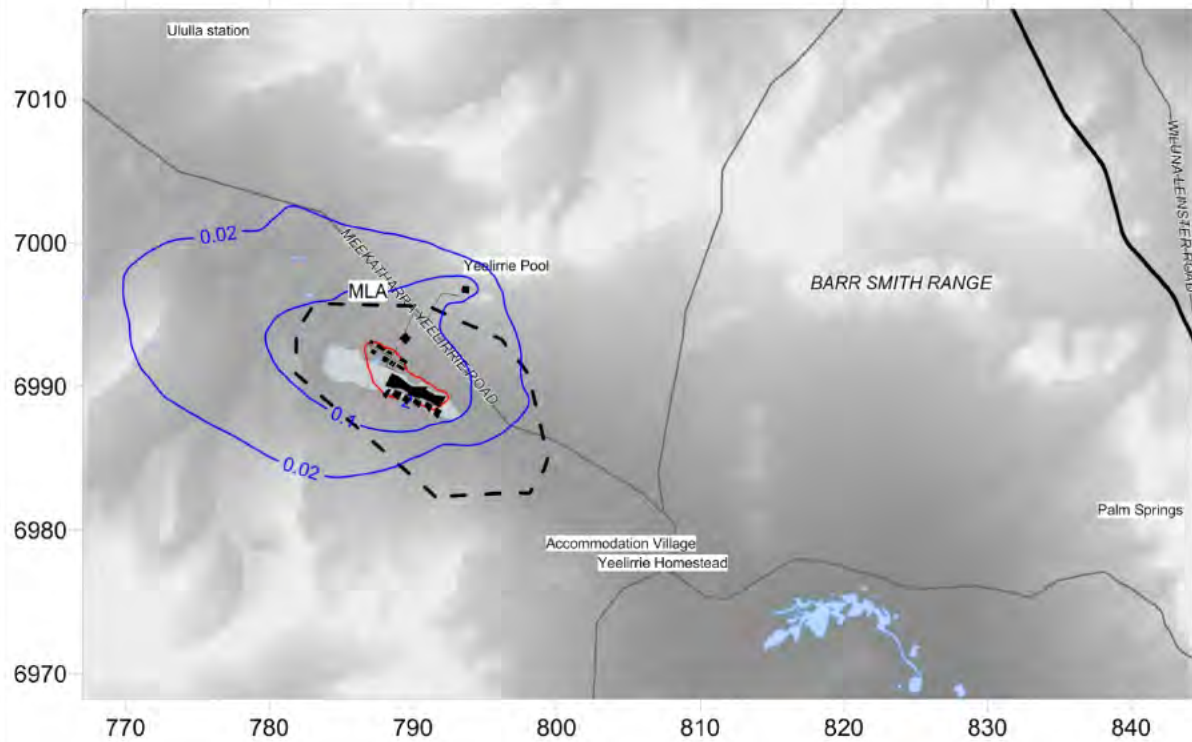 Ululla station
7010
WILUNA-LEINSTER ROAD
7000
0.02
MEEKATHARRA-YEELIRRIE ROAD
Yeelirrie Pool
MLA
BARR SMITH RANGE
6990
0.1
2
0.02
6980
Palm Springs
Accommodation Village
Yeelirrie Homestead
6970
770
780
790
800
810
820
830
840